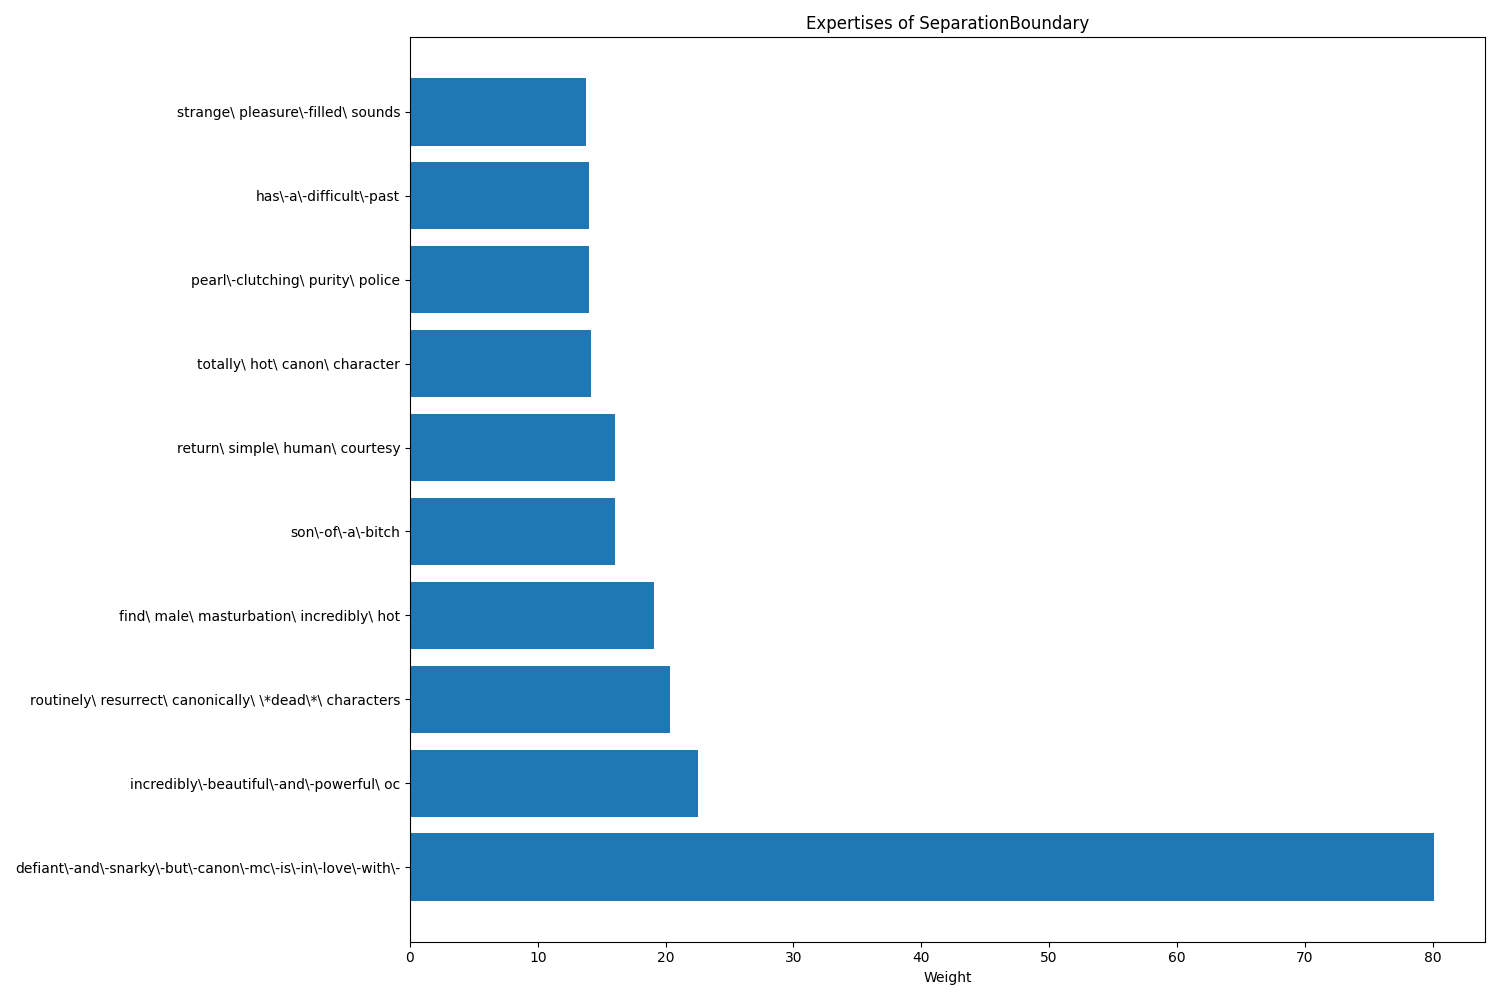 Expertises of SeparationBoundary
strange\ pleasure\-filled\ sounds
has\-a\-difficult\-past
pearl\-clutching\ purity\ police
totally\ hot\ canon\ character
return\ simple\ human\ courtesy
son\-of\-a\-bitch
find\ male\ masturbation\ incredibly\ hot
routinely\ resurrect\ canonically\ \*dead\*\ characters
incredibly\-beautiful\-and\-powerful\ oc
defiant\-and\-snarky\-but\-canon\-mc\-is\-in\-love\-with\-
0 10 20 30 40 50 60 70 80
Weight